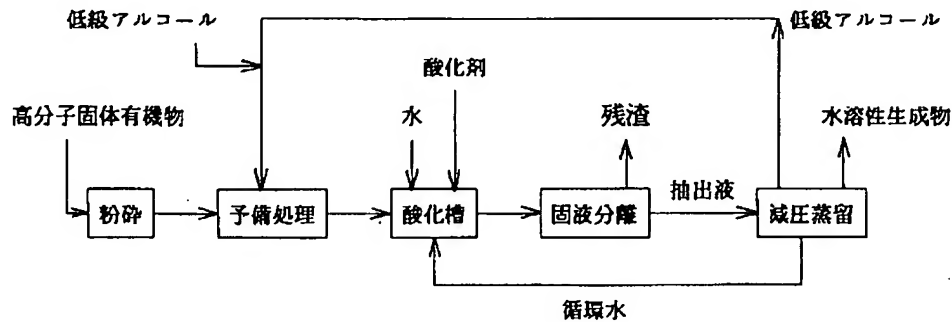 低級アルコール
低級アルコール
酸化剤
高分子固体有機物
水
残渣
水溶性生成物
抽出液
粉砕
予備処理
酸化槽
固液分離
減圧蒸留
循環水